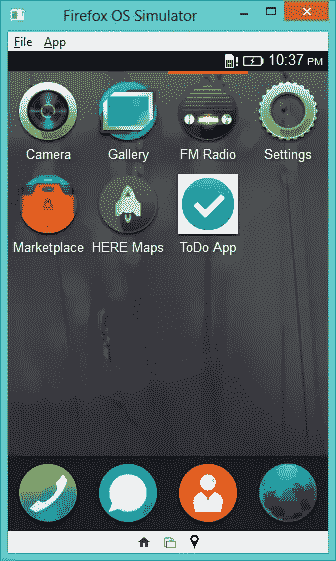 Firefox OS Simulator
File App
10:37 PM
Camera Gallery FM Radio Settings
Marketplace HERE Maps ToDo App